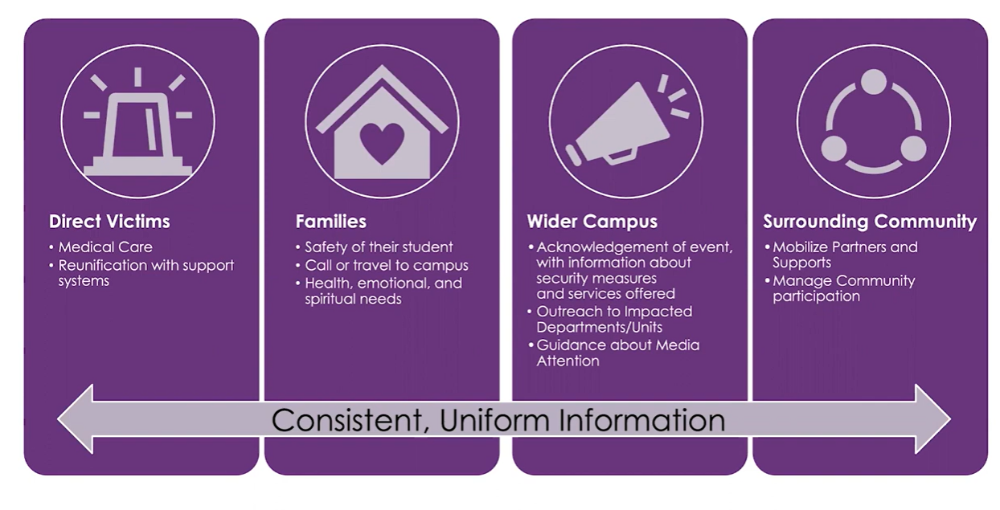 Direct Victims
• Medical Care
• Reunification with support
systems
Families
• Safety of their student
• Call or travel to campus
• Health, emotional, and
spiritual needs
Wider Campus
• Acknowledgement of event,
with information about
security measures
and services offered
• Outreach to Impacted
Departments/Units
• Guidance about Media
Attention
Surrounding Community
• Mobilize Partners and
Supports
• Manage Community
participation
Consistent, Uniform Information